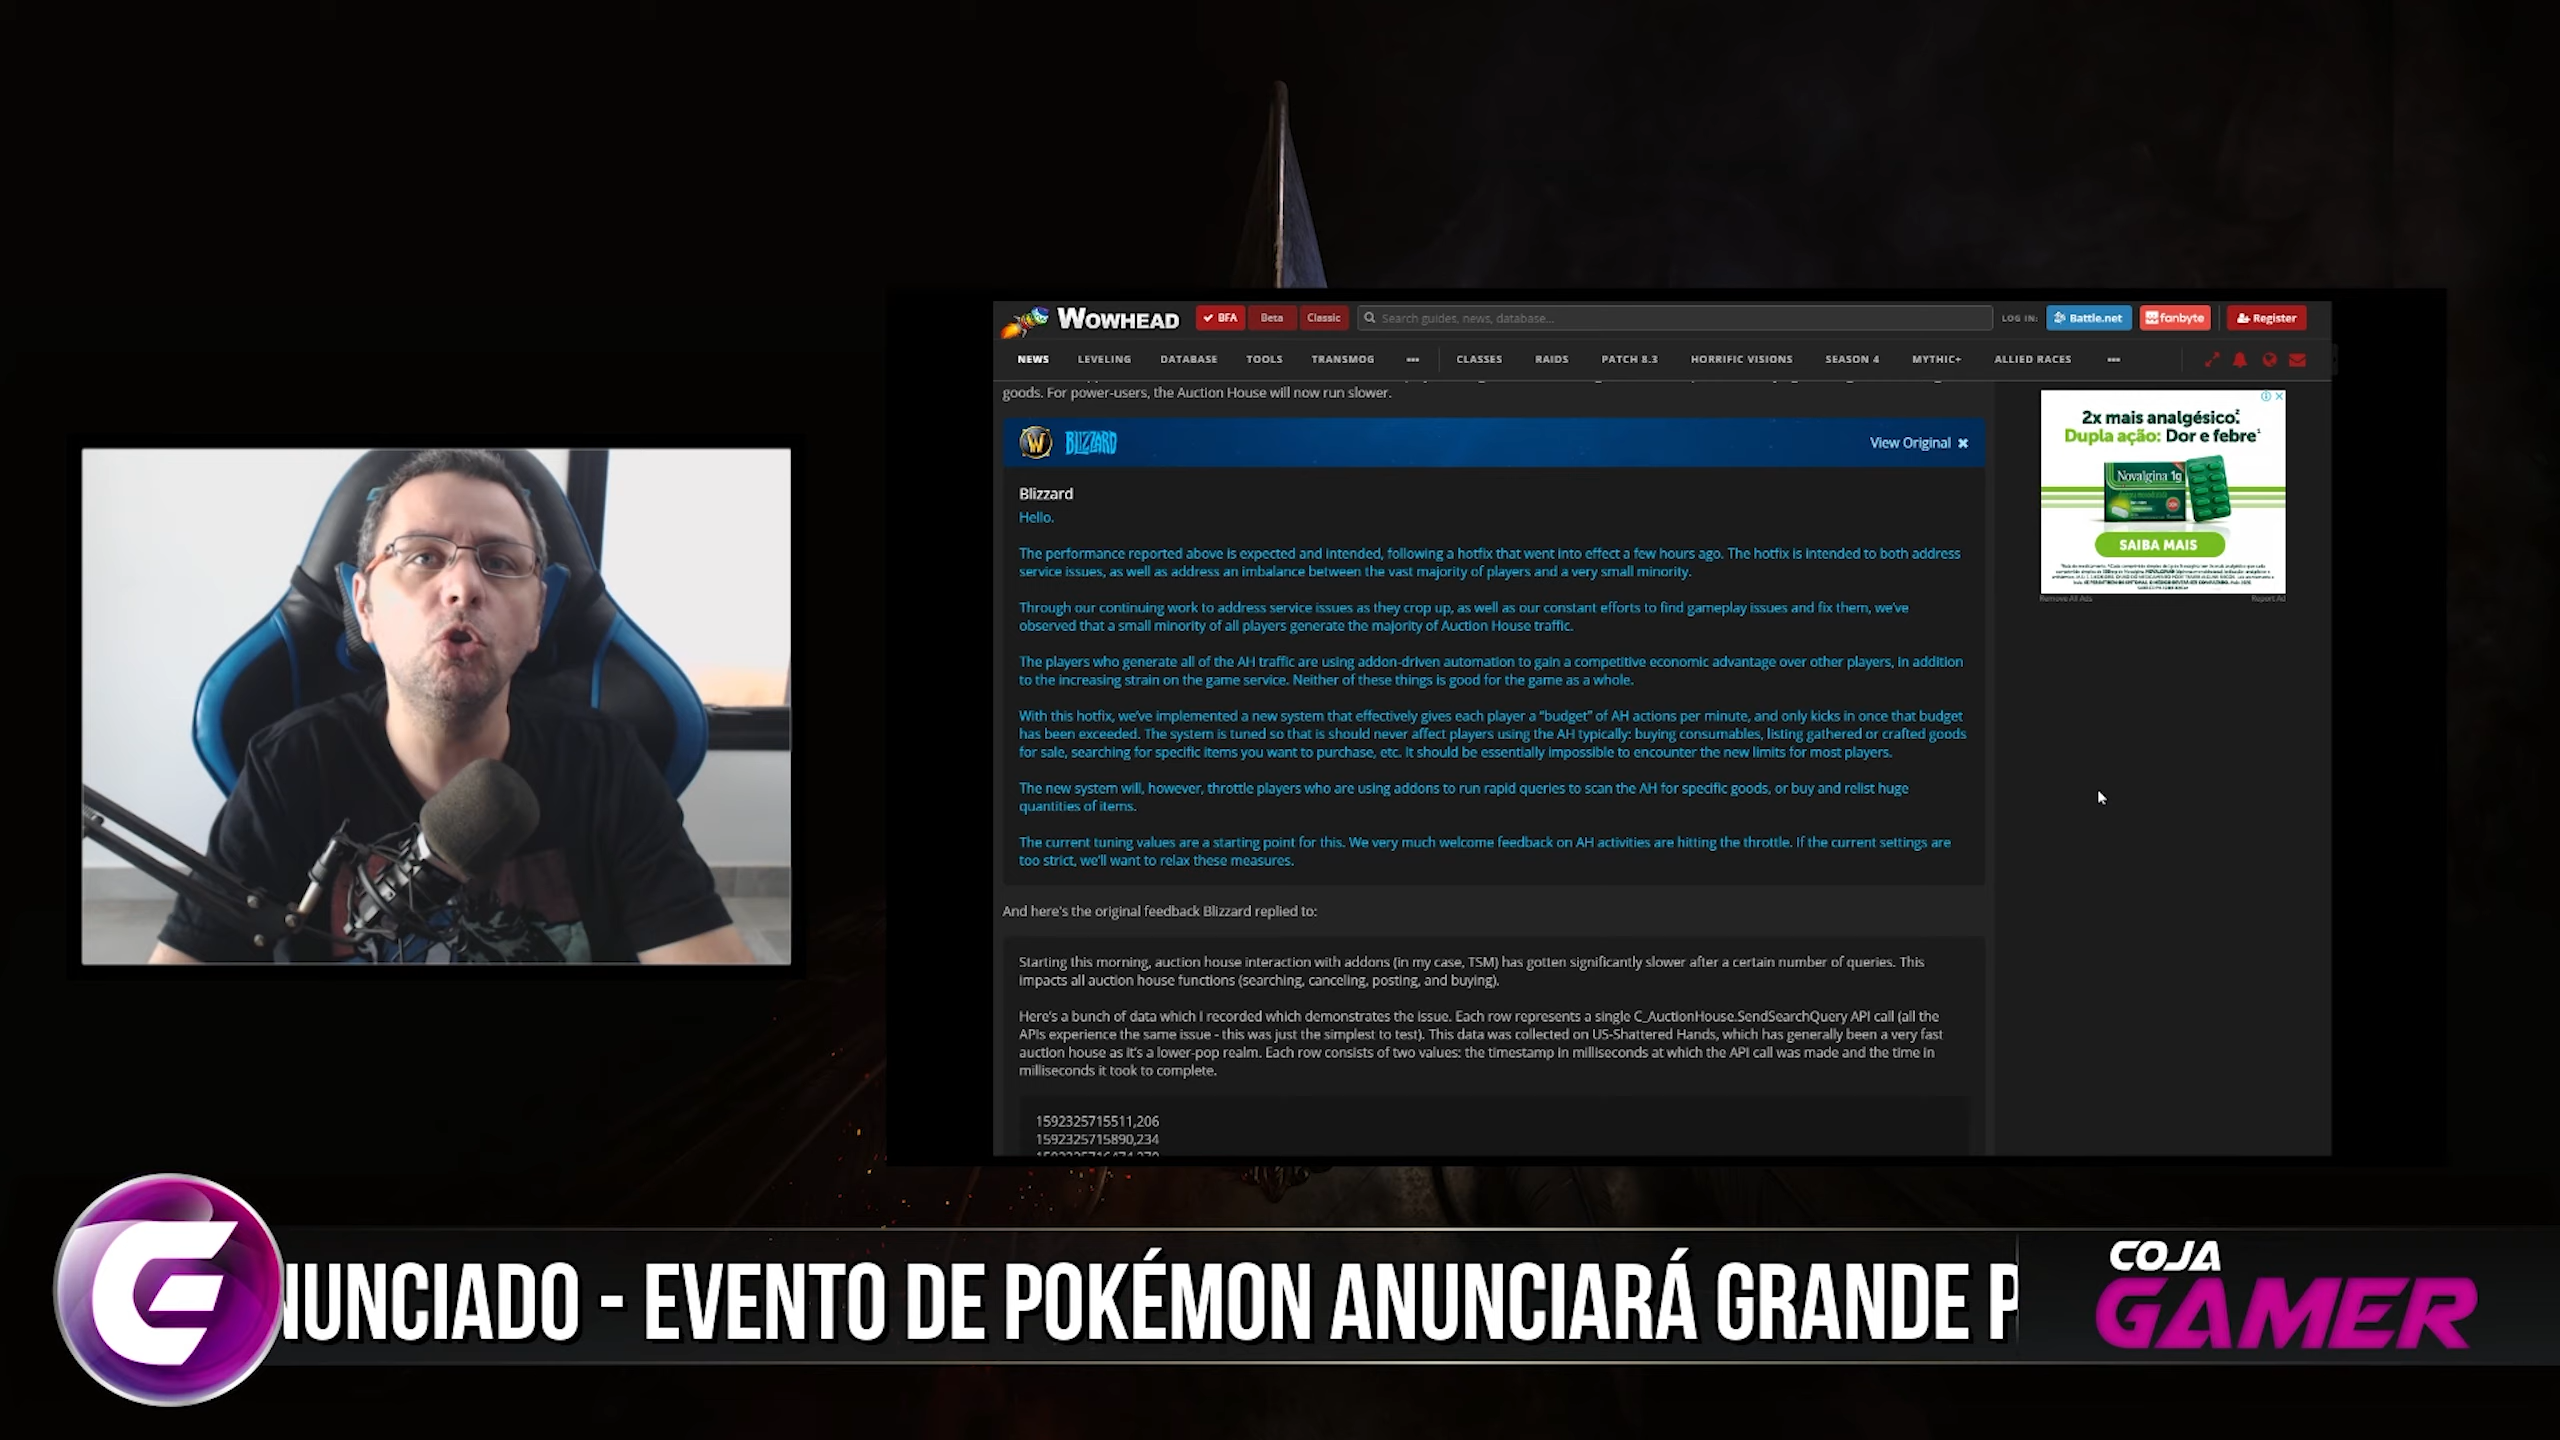 WOWHEAD
BFA
Beta
Classic
Search guides, news, database...
LOG IN:
Battle.net
fanbyte
Register
NEWS LEVELING DATABASE TOOLS TRANSMOG ••• CLASSES RAIDS PATCH 8.3 HORRIFIC VISIONS SEASON 4 MYTHIC+ ALLIED RACES •••
goods. For power-users, the Auction House will now run slower.
W BLIZZARD
View Original ✖
Blizzard
Hello.
The performance reported above is expected and intended, following a hotfix that went into effect a few hours ago. The hotfix is intended to both address
service issues, as well as address an imbalance between the vast majority of players and a very small minority.
Through our continuing work to address service issues as they crop up, as well as our constant efforts to find gameplay issues and fix them, we've
observed that a small minority of all players generate the majority of Auction House traffic.
The players who generate all of the AH traffic are using addon-driven automation to gain a competitive economic advantage over other players, in addition
to the increasing strain on the game service. Neither of these things is good for the game as a whole.
With this hotfix, we've implemented a new system that effectively gives each player a “budget” of AH actions per minute, and only kicks in once that budget
has been exceeded. The system is tuned so that is should never affect players using the AH typically: buying consumables, listing gathered or crafted goods
for sale, searching for specific items you want to purchase, etc. It should be essentially impossible to encounter the new limits for most players.
The new system will, however, throttle players who are using addons to run rapid queries to scan the AH for specific goods, or buy and relist huge
quantities of items.
The current tuning values are a starting point for this. We very much welcome feedback on AH activities are hitting the throttle. If the current settings are
too strict, we'll want to relax these measures.
And here's the original feedback Blizzard replied to:
Starting this morning, auction house interaction with addons (in my case, TSM) has gotten significantly slower after a certain number of queries. This
impacts all auction house functions (searching, canceling, posting, and buying).
Here's a bunch of data which I recorded which demonstrates the issue. Each row represents a single C_AuctionHouse.SendSearchQuery API call (all the
APIs experience the same issue - this was just the simplest to test). This data was collected on US-Shattered Hands, which has generally been a very fast
auction house as it's a lower-pop realm. Each row consists of two values: the timestamp in milliseconds at which the API call was made and the time in
milliseconds it took to complete.
1592325715511,206
1592325715890,234
2x mais analgésico.²
Dupla ação: Dor e febre¹
Novalgina 1g
SAIBA MAIS
Remove All Ads
Report Ad
NUNCIADO - EVENTO DE POKÉMON ANUNCIARÁ GRANDE P
COJA
GAMER